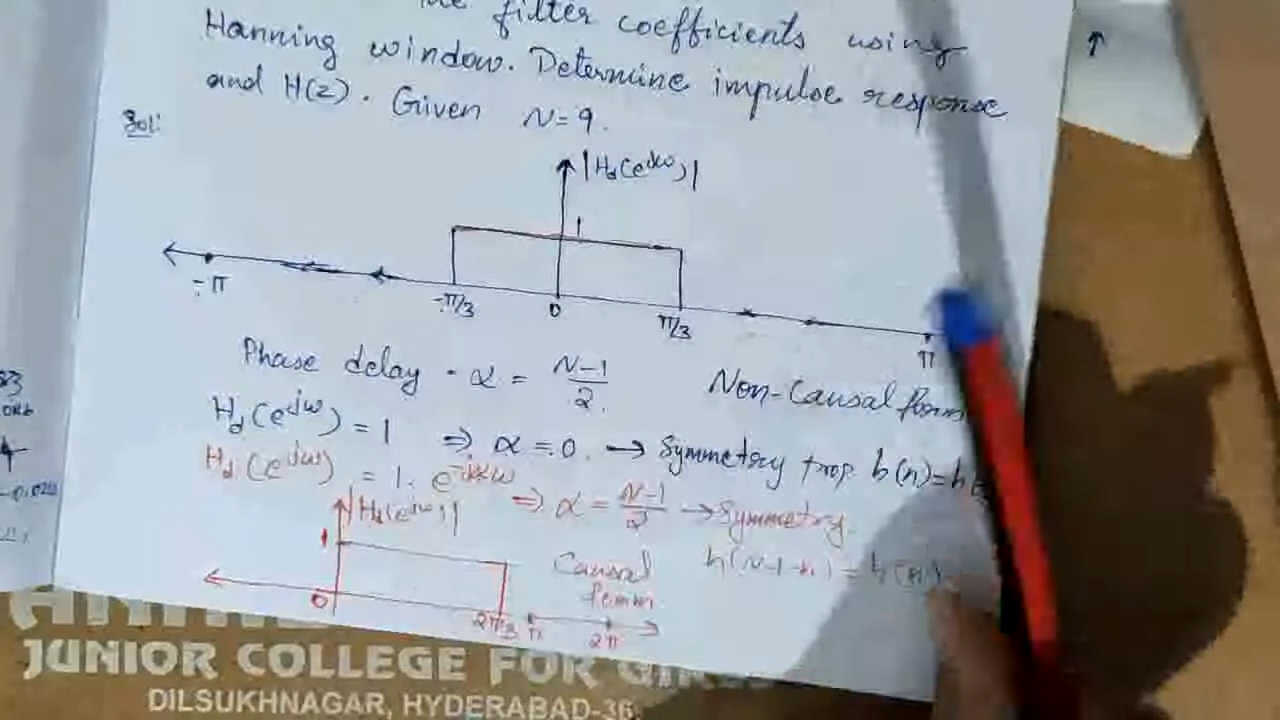 filter coefficients using
Hanning window. Determine impulse response
and H(z). Given N=9.
Sol:
|Hd(e^jω)|
1
-π
-π/3
0
π/3
π
Phase delay - α = N-1/2.
Non-Causal form
Hd(e^jω) = 1 ⇒ α = 0. → Symmetry prop. h(n)=h
Hd(e^jω) = 1. e^-jαω ⇒ α = N-1/2 → Symmetry.
h(N-1-n) = h(n)
|Hd(e^jω)|
1
0
2π/3
π
2π
Causal
form
JUNIOR COLLEGE FOR
DILSUKHNAGAR, HYDERABAD-36.